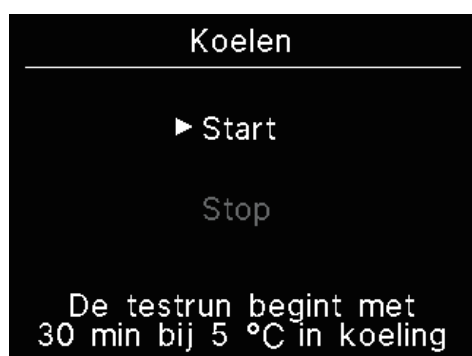 Koelen
► Start
Stop
De testrun begint met
30 min bij 5 °C in koeling